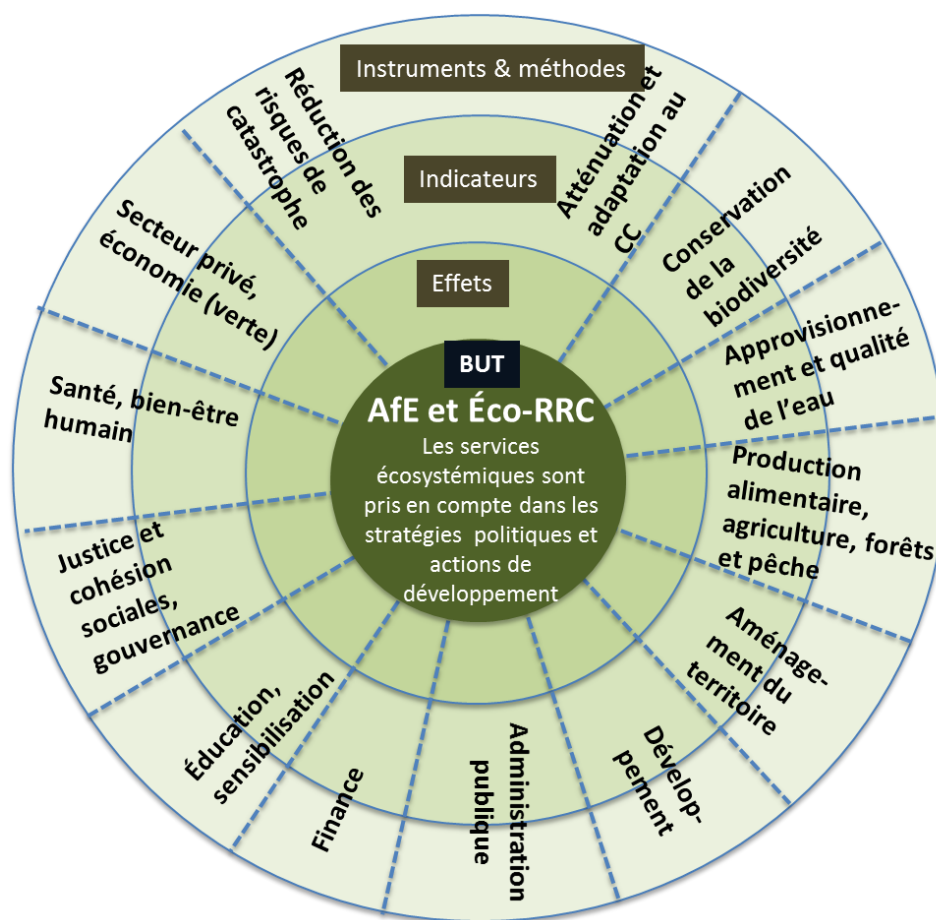 Instruments & méthodes
Indicateurs
Effets
BUT
AfE et Éco-RRC
Les services
écosystémiques sont
pris en compte dans les
stratégies politiques et
actions de
développement
Réduction des
risques de
catastrophe
Atténuation et
adaptation au
CC
Conservation
de la
biodiversité
Approvisionne-
ment et qualité
de l’eau
Production
alimentaire,
agriculture, forêts
et pêche
Aménage-
ment du
territoire
Dévelop-
pement
Administration
publique
Finance
Éducation,
sensibilisation
Justice et
cohésion
sociales,
gouvernance
Santé, bien-être
humain
Secteur privé,
économie (verte)